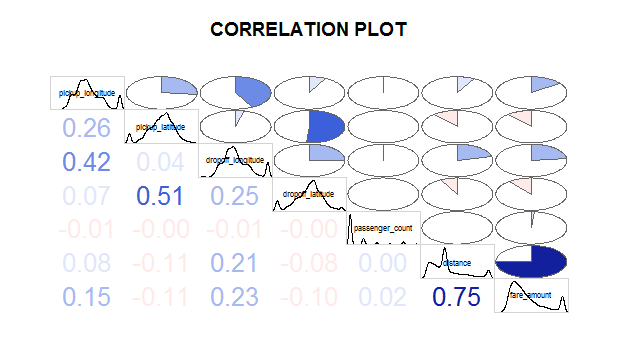 CORRELATION PLOT
pickup_longitude
0.26 pickup_latitude
0.42 0.04 dropoff_longitude
0.07 0.51 0.25 dropoff_latitude
-0.01 -0.00 -0.01 -0.00 passenger_count
0.08 -0.11 0.21 -0.08 0.00 distance
0.15 -0.11 0.23 -0.10 0.02 0.75 fare_amount